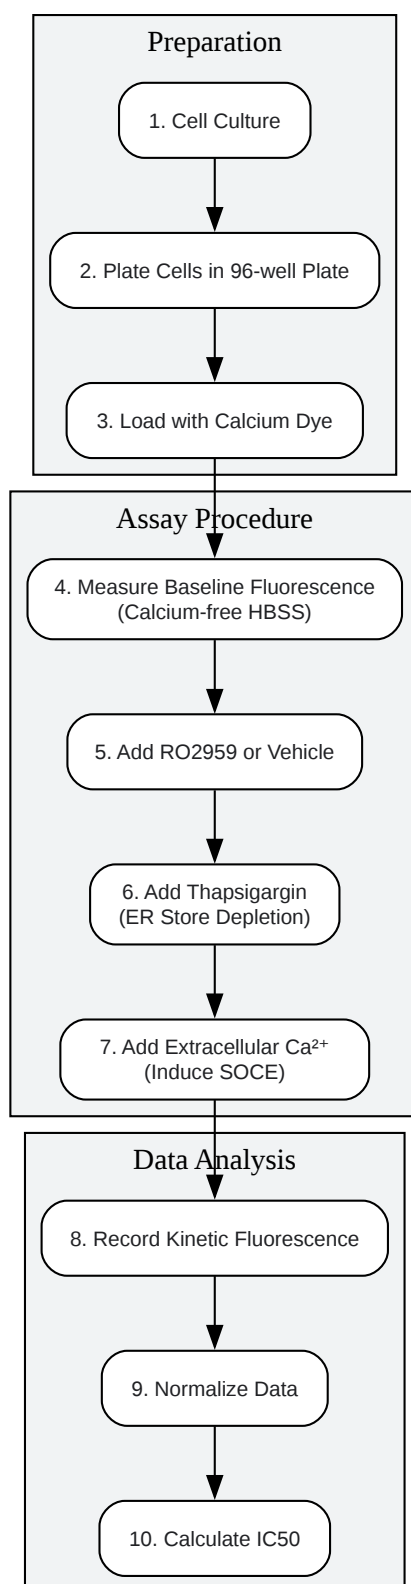 Preparation
1. Cell Culture
2. Plate Cells in 96-well Plate
3. Load with Calcium Dye
Assay Procedure
4. Measure Baseline Fluorescence
(Calcium-free HBSS)
5. Add RO2959 or Vehicle
6. Add Thapsigargin
(ER Store Depletion)
7. Add Extracellular Ca²⁺
(Induce SOCE)
Data Analysis
8. Record Kinetic Fluorescence
9. Normalize Data
10. Calculate IC50